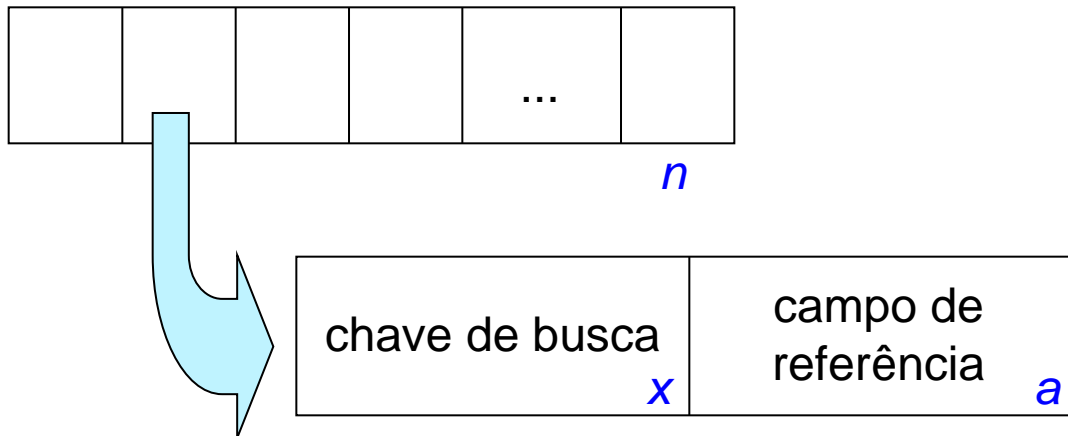 ...
n
chave de busca
x
campo de
referência
a